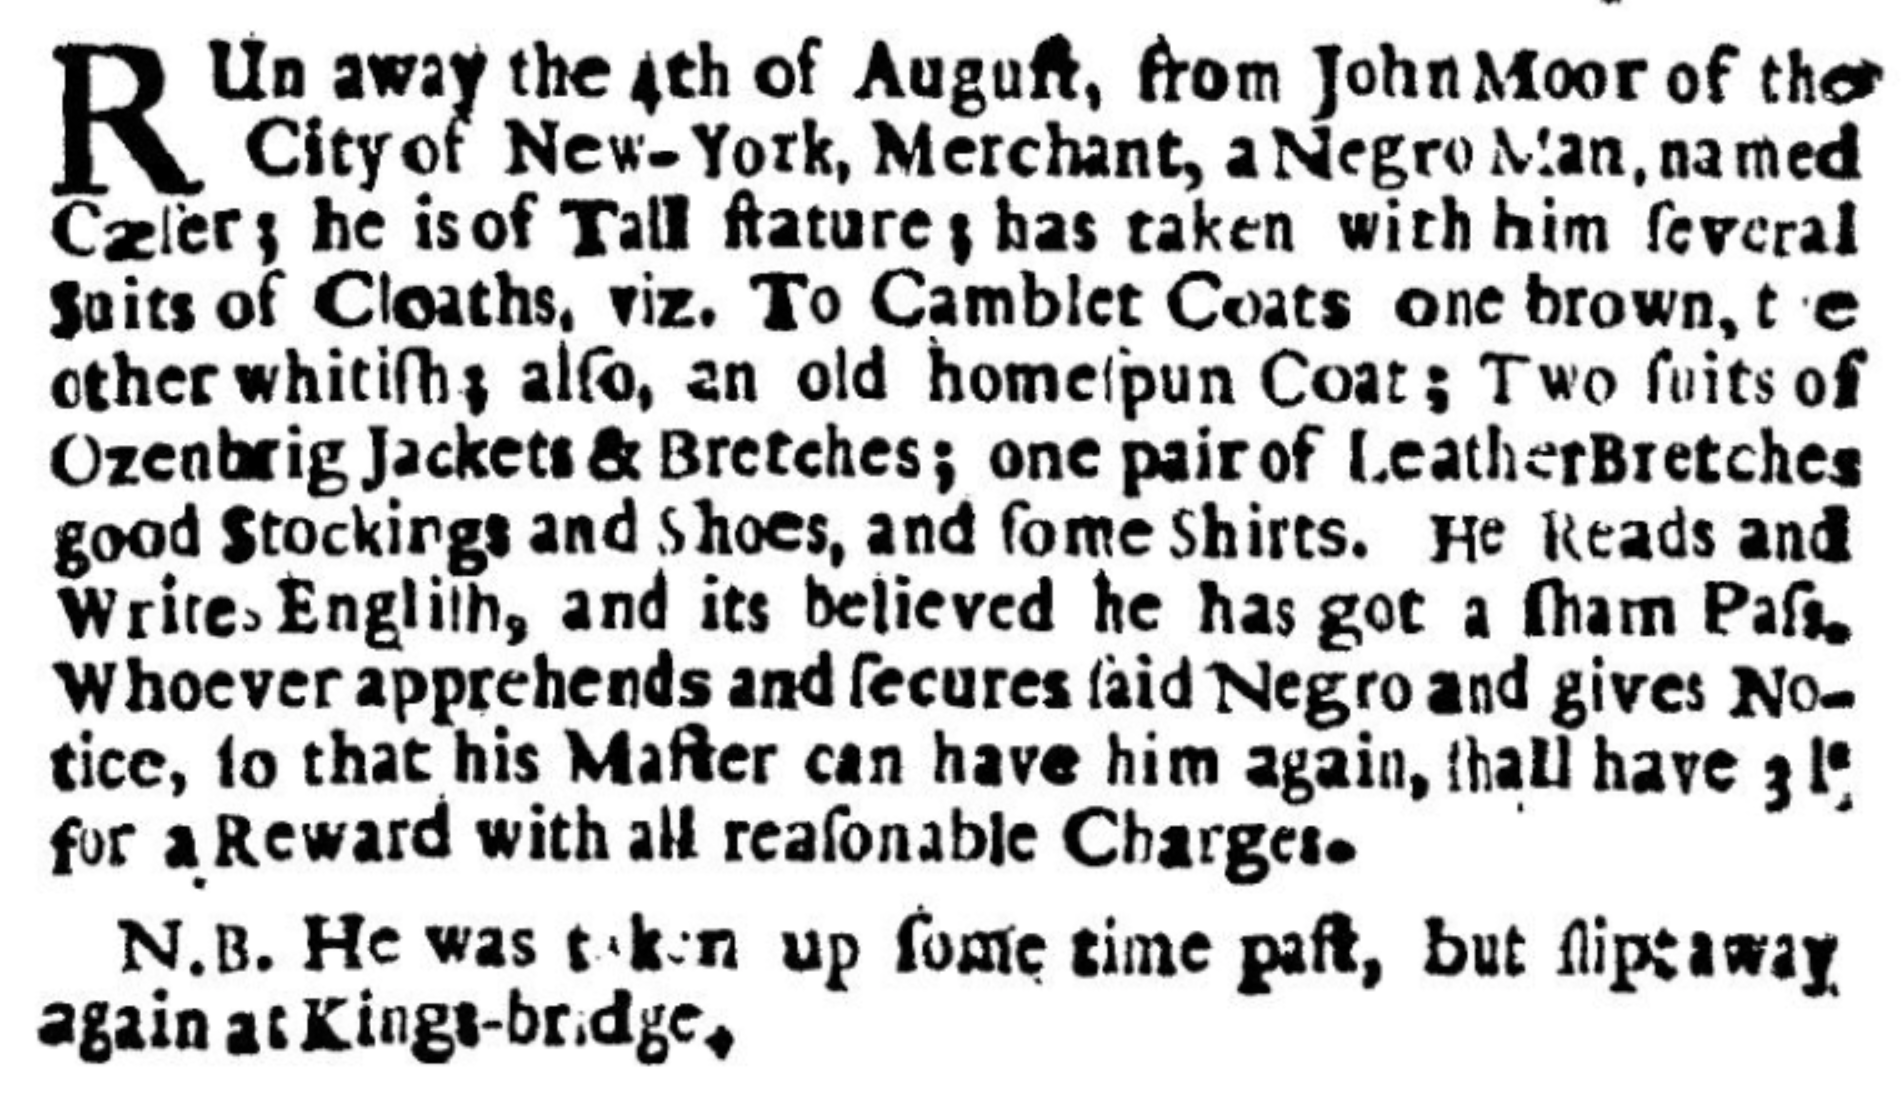 RUn away the 4th of Auguſt, from John Moor of the
City of New-York, Merchant, a Negro Man, named
Cæſer; he is of Tall ſtature; has taken with him ſeveral
Suits of Cloaths, viz. To Camblet Coats one brown, the
other whitiſh; alſo, an old homeſpun Coat; Two ſuits of
Ozenbrig Jackets & Bretches; one pair of Leather Bretches
good Stockings and Shoes, and ſome Shirts. He Reads and
Writes Engliſh, and its believed he has got a ſham Paſs.
Whoever apprehends and ſecures ſaid Negro and gives No-
tice, ſo that his Maſter can have him again, ſhall have 3 l.
for a Reward with all reaſonable Charges.
N.B. He was taken up ſome time paſt, but ſlipt away
again at Kings-bridge.